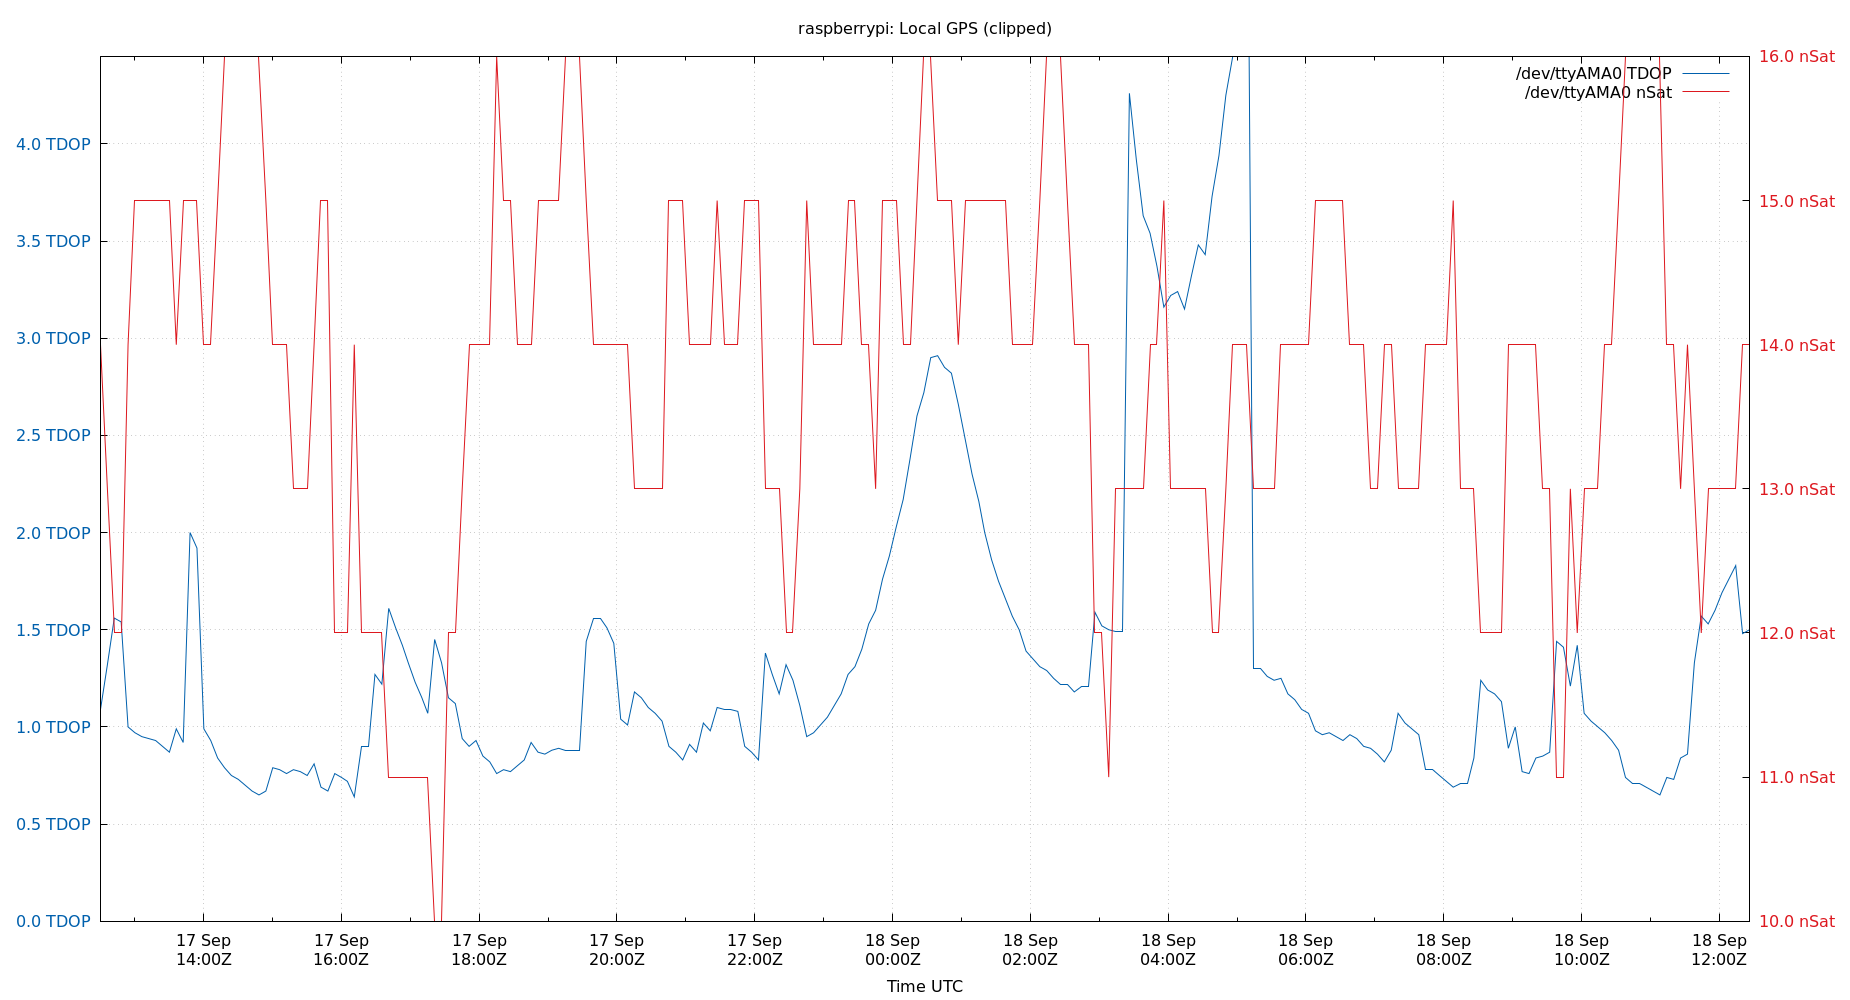 raspberrypi: Local GPS (clipped)
16.0 nSat
/dev/ttyAMA0 TDOP
/dev/ttyAMA0 nSat
4.0 TDOP
15.0 nSat
3.5 TDOP
3.0 TDOP
14.0 nSat
2.5 TDOP
13.0 nSat
2.0 TDOP
1.5 TDOP
12.0 nSat
1.0 TDOP
11.0 nSat
0.5 TDOP
0.0 TDOP
10.0 nSat
17 Sep 17 Sep 17 Sep 17 Sep 17 Sep 18 Sep 18 Sep 18 Sep 18 Sep 18 Sep 18 Sep 18 Sep
14:00Z 16:00Z 18:00Z 20:00Z 22:00Z 00:00Z 02:00Z 04:00Z 06:00Z 08:00Z 10:00Z 12:00Z
Time UTC